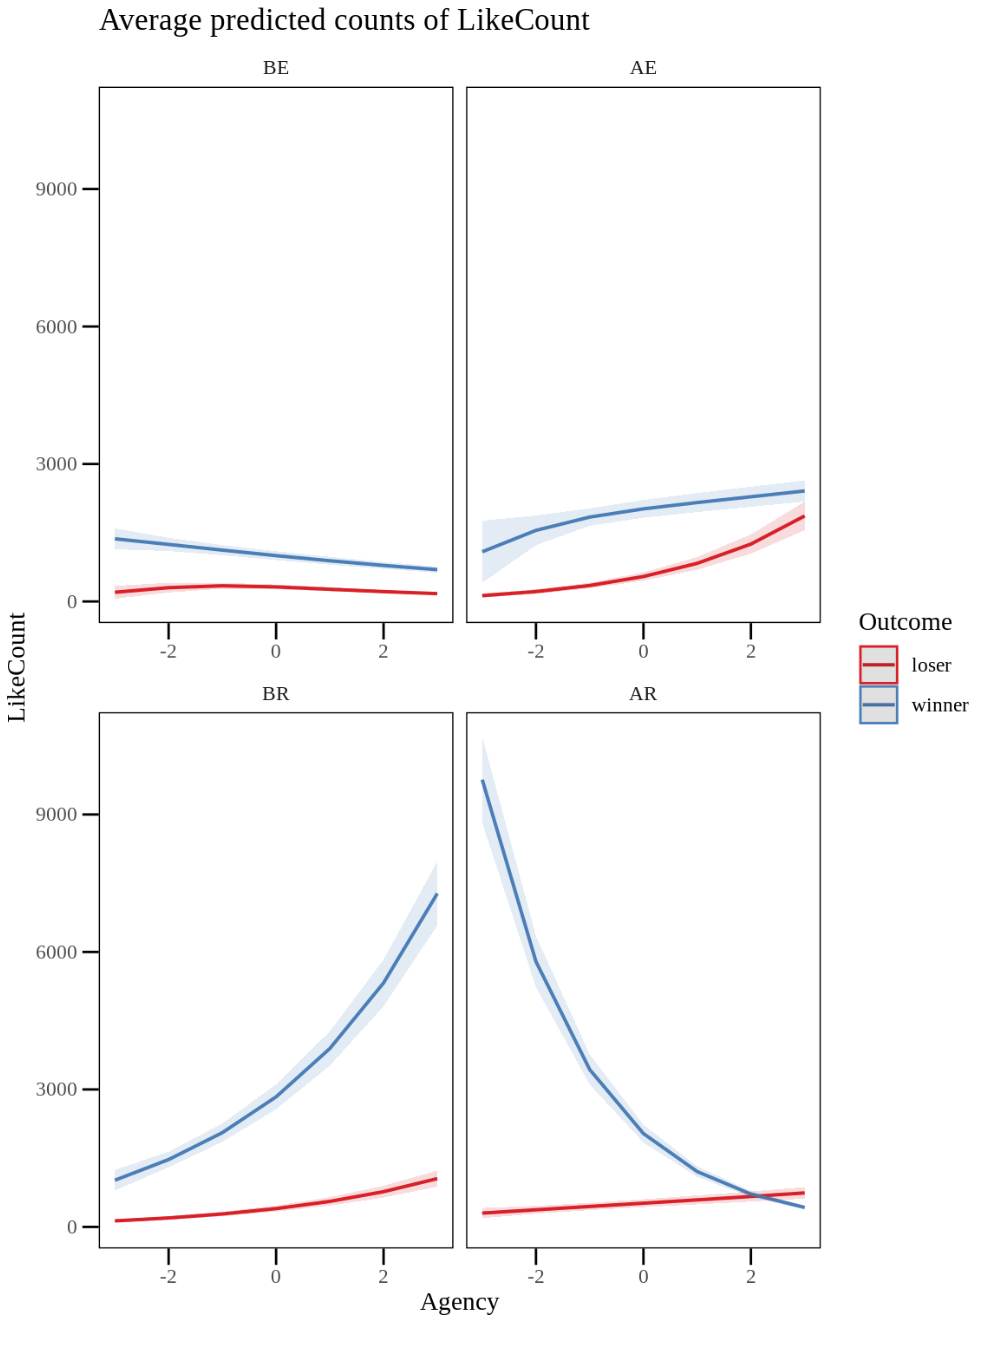 Average predicted counts of LikeCount
BE
AE
9000
6000
3000
0
-2 0 2
-2 0 2
LikeCount
Outcome
loser
winner
BR
AR
9000
6000
3000
0
-2 0 2
-2 0 2
Agency